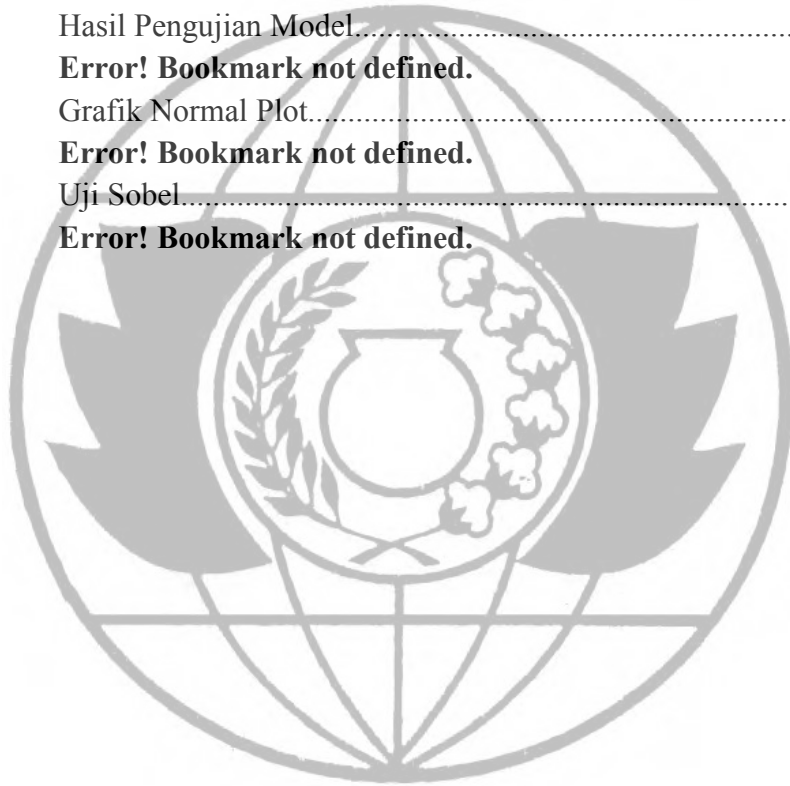 Hasil Pengujian Model.......................................................
Error! Bookmark not defined.
Grafik Normal Plot.............................................................
Error! Bookmark not defined.
Uji Sobel..............................................................................
Error! Bookmark not defined.